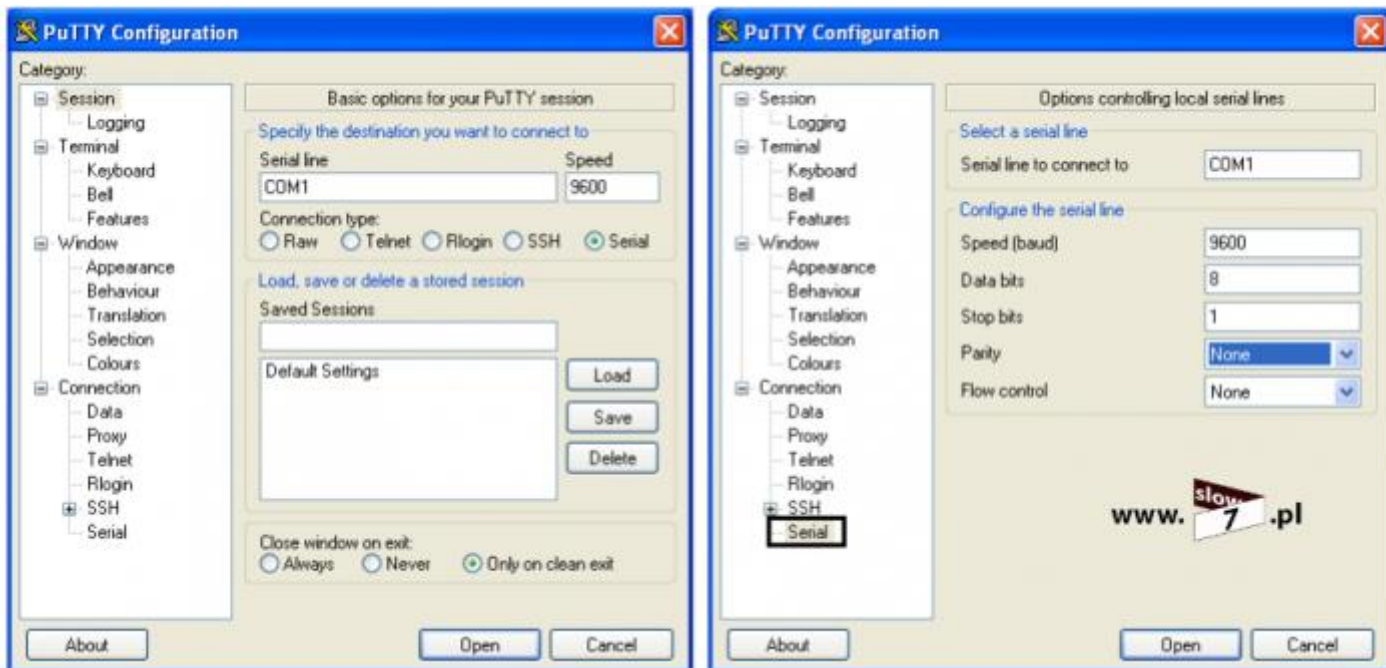 PuTTY Configuration
Category:
Session
Logging
Terminal
Keyboard
Bell
Features
Window
Appearance
Behaviour
Translation
Selection
Colours
Connection
Data
Proxy
Telnet
Rlogin
SSH
Serial
Basic options for your PuTTY session
Specify the destination you want to connect to
Serial line Speed
COM1 9600
Connection type:
Raw Telnet Rlogin SSH Serial
Load, save or delete a stored session
Saved Sessions
Default Settings
Load
Save
Delete
Close window on exit:
Always Never Only on clean exit
About Open Cancel
PuTTY Configuration
Category:
Session
Logging
Terminal
Keyboard
Bell
Features
Window
Appearance
Behaviour
Translation
Selection
Colours
Connection
Data
Proxy
Telnet
Rlogin
SSH
Serial
Options controlling local serial lines
Select a serial line
Serial line to connect to COM1
Configure the serial line
Speed (baud) 9600
Data bits 8
Stop bits 1
Parity None
Flow control None
www.slow7.pl
About Open Cancel